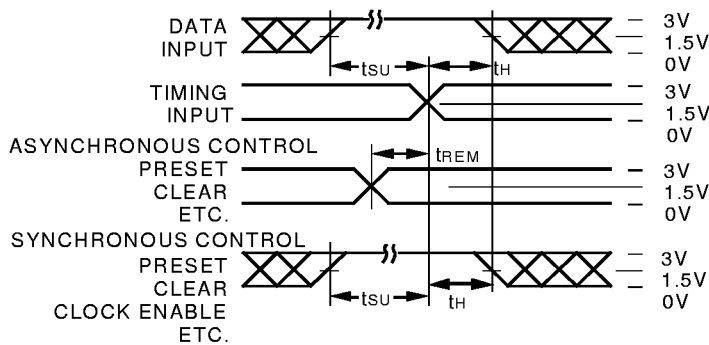 DATA
INPUT
3V
1.5V
0V
tSU
tH
TIMING
INPUT
3V
1.5V
0V
ASYNCHRONOUS CONTROL
tREM
PRESET
CLEAR
ETC.
3V
1.5V
0V
SYNCHRONOUS CONTROL
PRESET
CLEAR
CLOCK ENABLE
ETC.
3V
1.5V
0V
tSU
tH